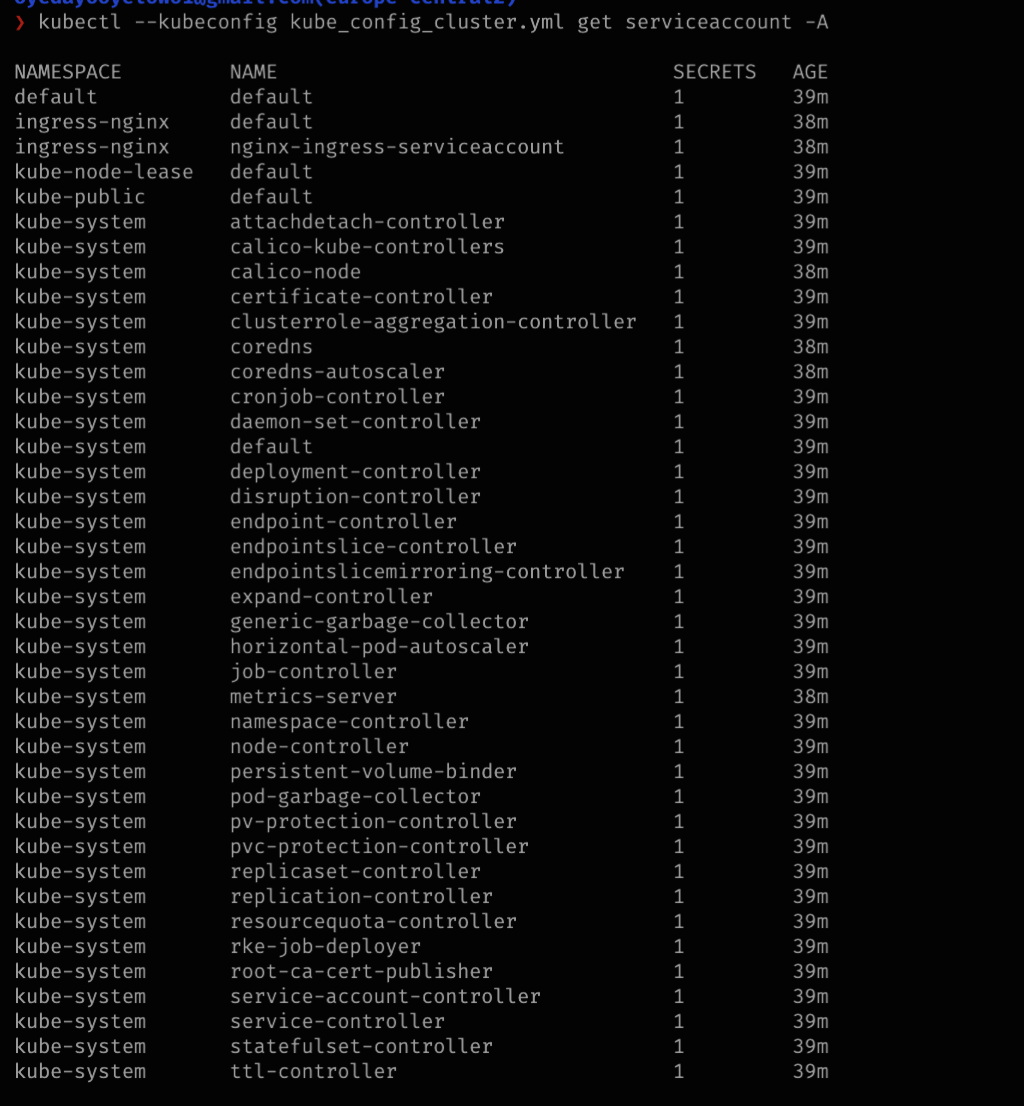 ❯ kubectl --kubeconfig kube_config_cluster.yml get serviceaccount -A
NAMESPACE NAME SECRETS AGE
default default 1 39m
ingress-nginx default 1 38m
ingress-nginx nginx-ingress-serviceaccount 1 38m
kube-node-lease default 1 39m
kube-public default 1 39m
kube-system attachdetach-controller 1 39m
kube-system calico-kube-controllers 1 39m
kube-system calico-node 1 38m
kube-system certificate-controller 1 39m
kube-system clusterrole-aggregation-controller 1 39m
kube-system coredns 1 38m
kube-system coredns-autoscaler 1 38m
kube-system cronjob-controller 1 39m
kube-system daemon-set-controller 1 39m
kube-system default 1 39m
kube-system deployment-controller 1 39m
kube-system disruption-controller 1 39m
kube-system endpoint-controller 1 39m
kube-system endpointslice-controller 1 39m
kube-system endpointslicemirroring-controller 1 39m
kube-system expand-controller 1 39m
kube-system generic-garbage-collector 1 39m
kube-system horizontal-pod-autoscaler 1 39m
kube-system job-controller 1 39m
kube-system metrics-server 1 38m
kube-system namespace-controller 1 39m
kube-system node-controller 1 39m
kube-system persistent-volume-binder 1 39m
kube-system pod-garbage-collector 1 39m
kube-system pv-protection-controller 1 39m
kube-system pvc-protection-controller 1 39m
kube-system replicaset-controller 1 39m
kube-system replication-controller 1 39m
kube-system resourcequota-controller 1 39m
kube-system rke-job-deployer 1 39m
kube-system root-ca-cert-publisher 1 39m
kube-system service-account-controller 1 39m
kube-system service-controller 1 39m
kube-system statefulset-controller 1 39m
kube-system ttl-controller 1 39m